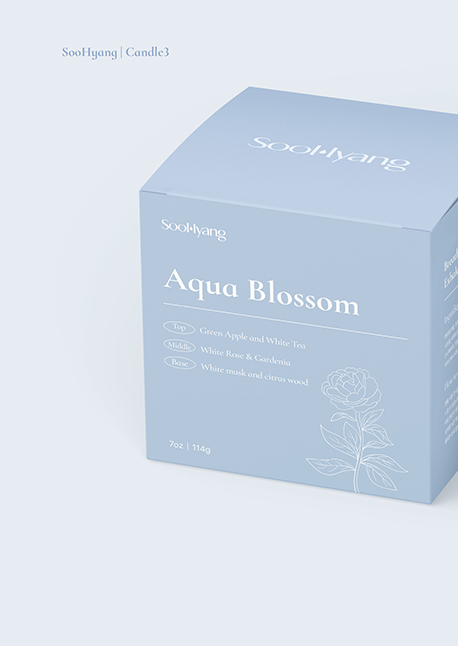 SooHyang | Candle3
SooHyang
SooHyang
Aqua Blossom
Top Green Apple and White Tea
Middle White Rose & Gardenia
Base White musk and citrus wood
7oz | 114g